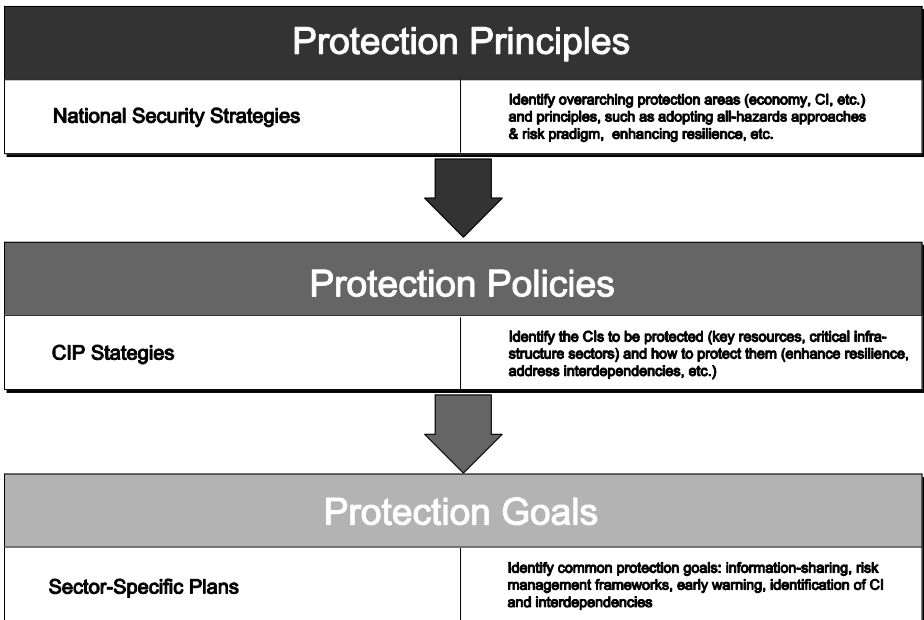 Protection Principles
National Security Strategies
Identify overarching protection areas (economy, CI, etc.)
and principles, such as adopting all-hazards approaches
& risk pradigm, enhancing resilience, etc.
Protection Policies
CIP Stategies
Identify the CIs to be protected (key resources, critical infra-
structure sectors) and how to protect them (enhance resilience,
address interdependencies, etc.)
Protection Goals
Sector-Specific Plans
Identify common protection goals: information-sharing, risk
management frameworks, early warning, identification of CI
and interdependencies